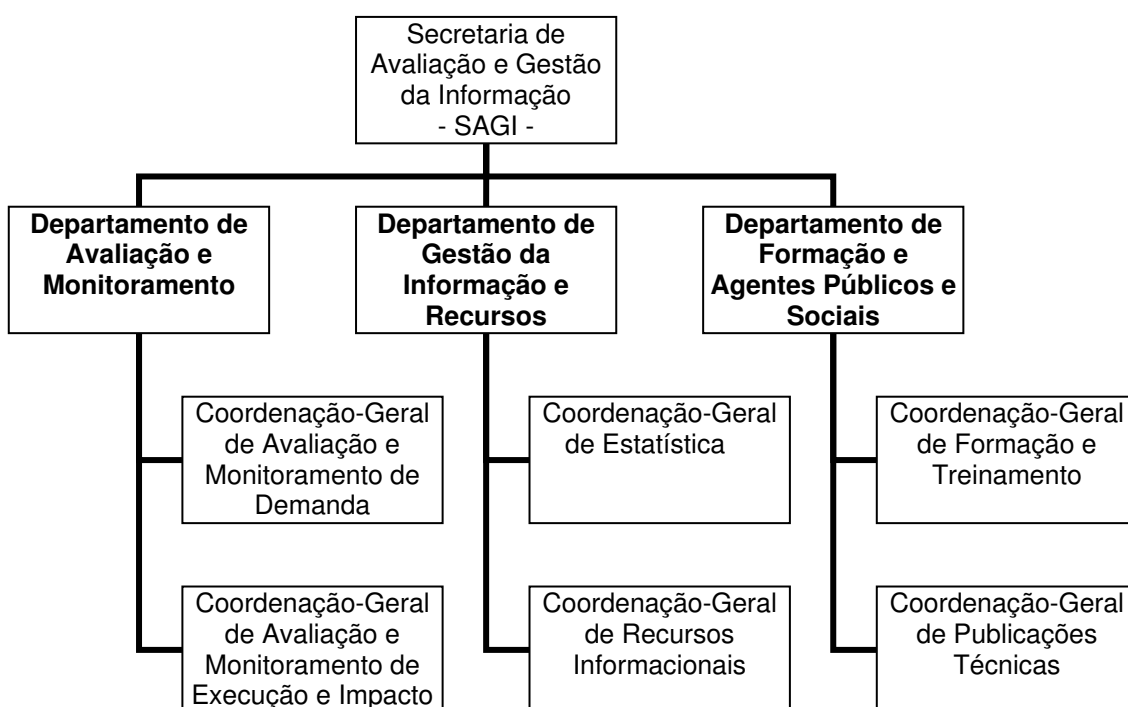 Secretaria de
Avaliação e Gestão
da Informação
- SAGI -
Departamento de
Avaliação e
Monitoramento
Departamento de
Gestão da
Informação e
Recursos
Departamento de
Formação e
Agentes Públicos e
Sociais
Coordenação-Geral
de Avaliação e
Monitoramento de
Demanda
Coordenação-Geral
de Estatística
Coordenação-Geral
de Formação e
Treinamento
Coordenação-Geral
de Avaliação e
Monitoramento de
Execução e Impacto
Coordenação-Geral
de Recursos
Informacionais
Coordenação-Geral
de Publicações
Técnicas